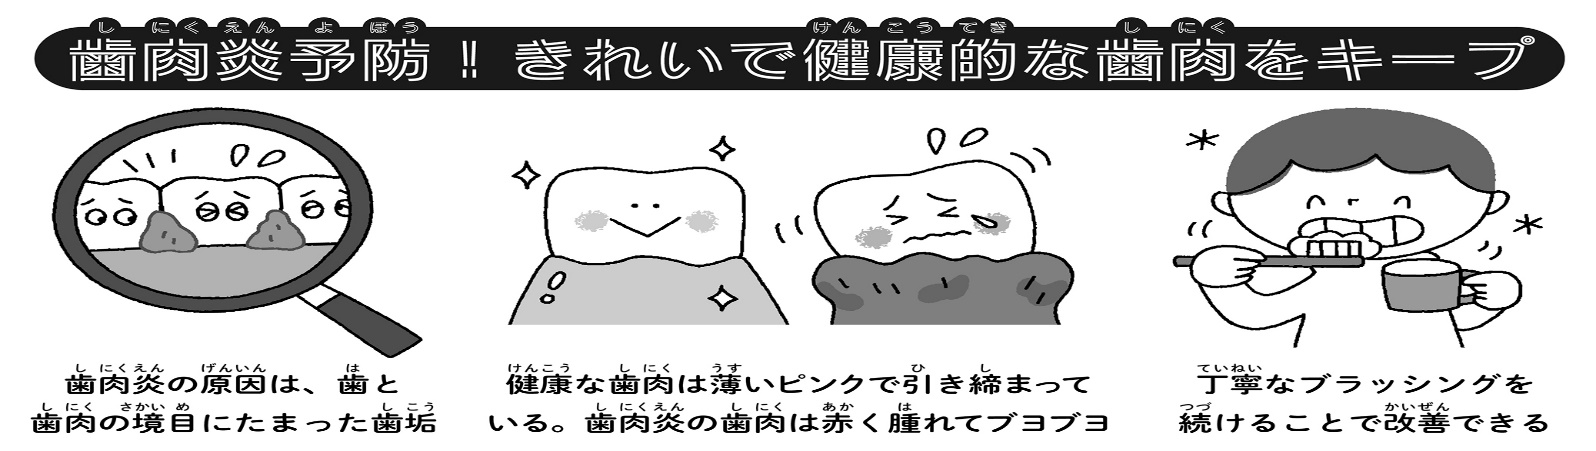 歯肉炎予防！きれいで健康的な歯肉をキープ
歯肉炎の原因は、歯と
歯肉の境目にたまった歯垢
健康な歯肉は薄いピンクで引き締まって
いる。歯肉炎の歯肉は赤く腫れてブヨブヨ
丁寧なブラッシングを
続けることで改善できる